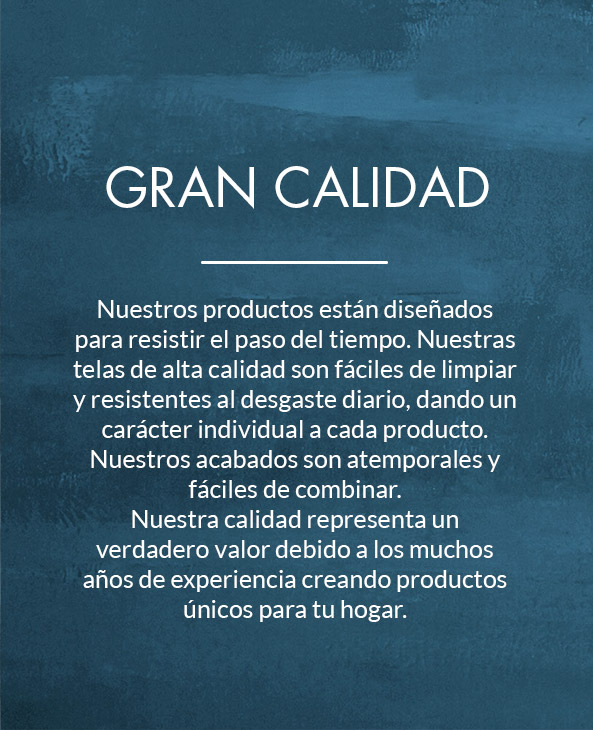 GRAN CALIDAD
Nuestros productos están diseñados
para resistir el paso del tiempo. Nuestras
telas de alta calidad son fáciles de limpiar
y resistentes al desgaste diario, dando un
carácter individual a cada producto.
Nuestros acabados son atemporales y
fáciles de combinar.
Nuestra calidad representa un
verdadero valor debido a los muchos
años de experiencia creando productos
únicos para tu hogar.